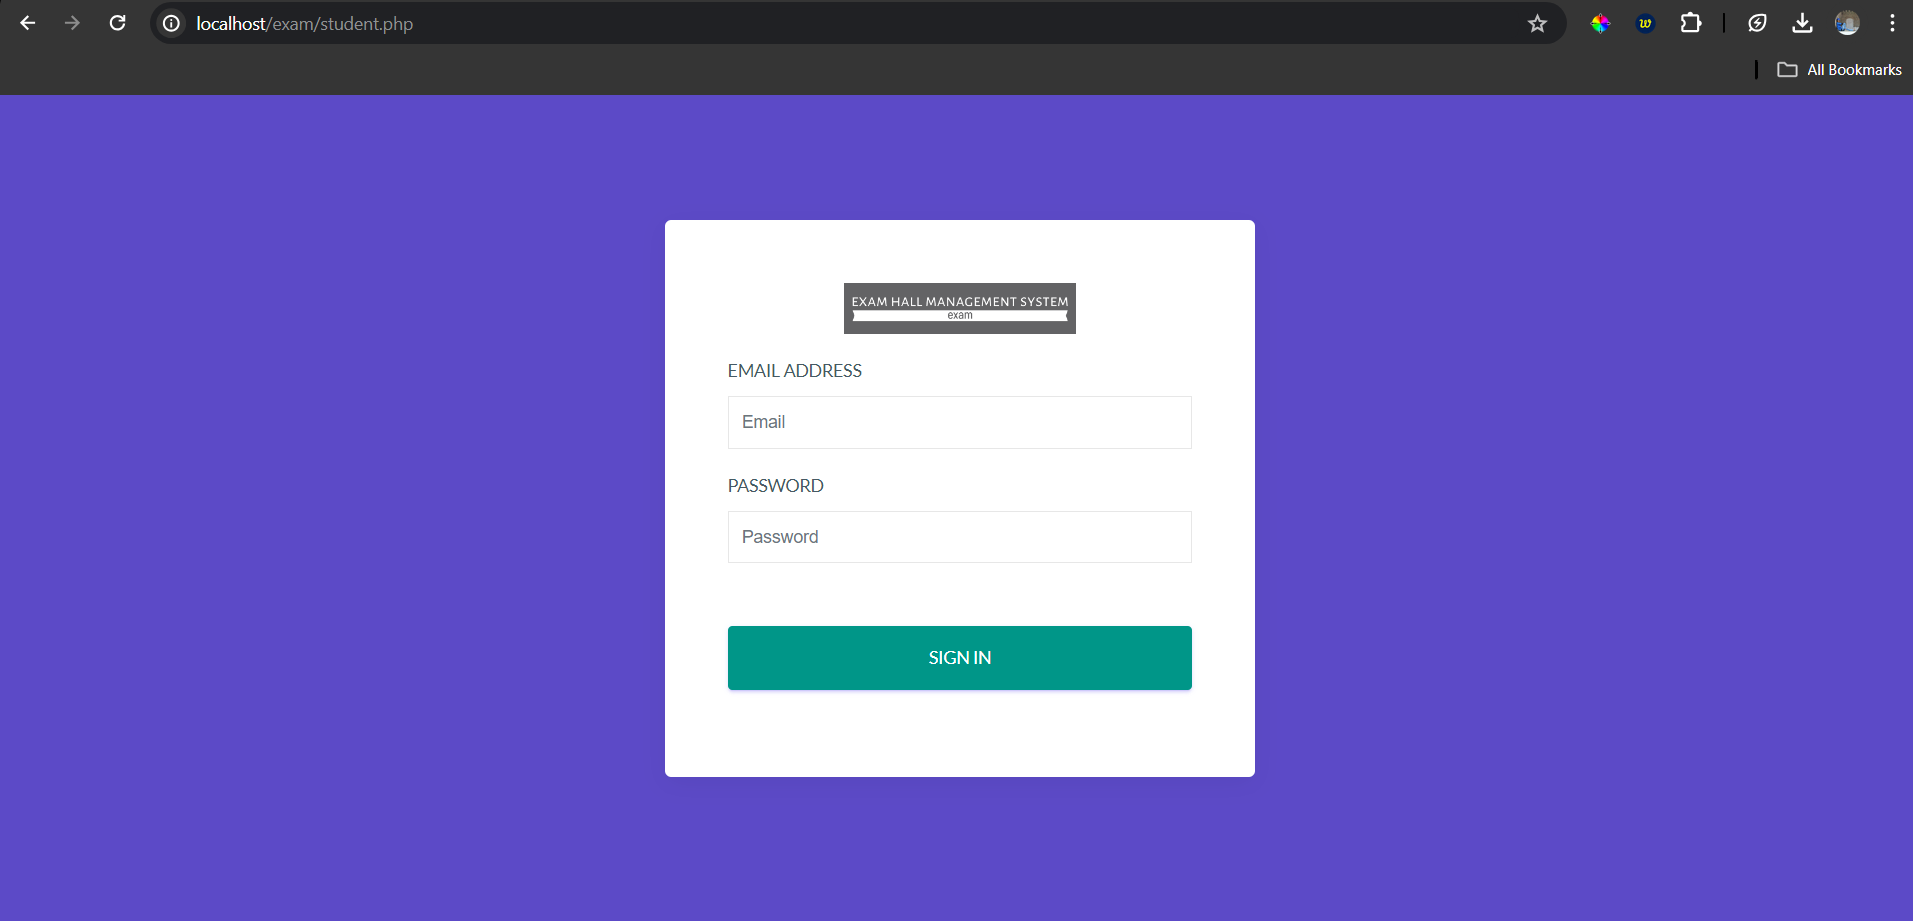 localhost/exam/student.php
All Bookmarks
EXAM HALL MANAGEMENT SYSTEM
exam
EMAIL ADDRESS
Email
PASSWORD
Password
SIGN IN